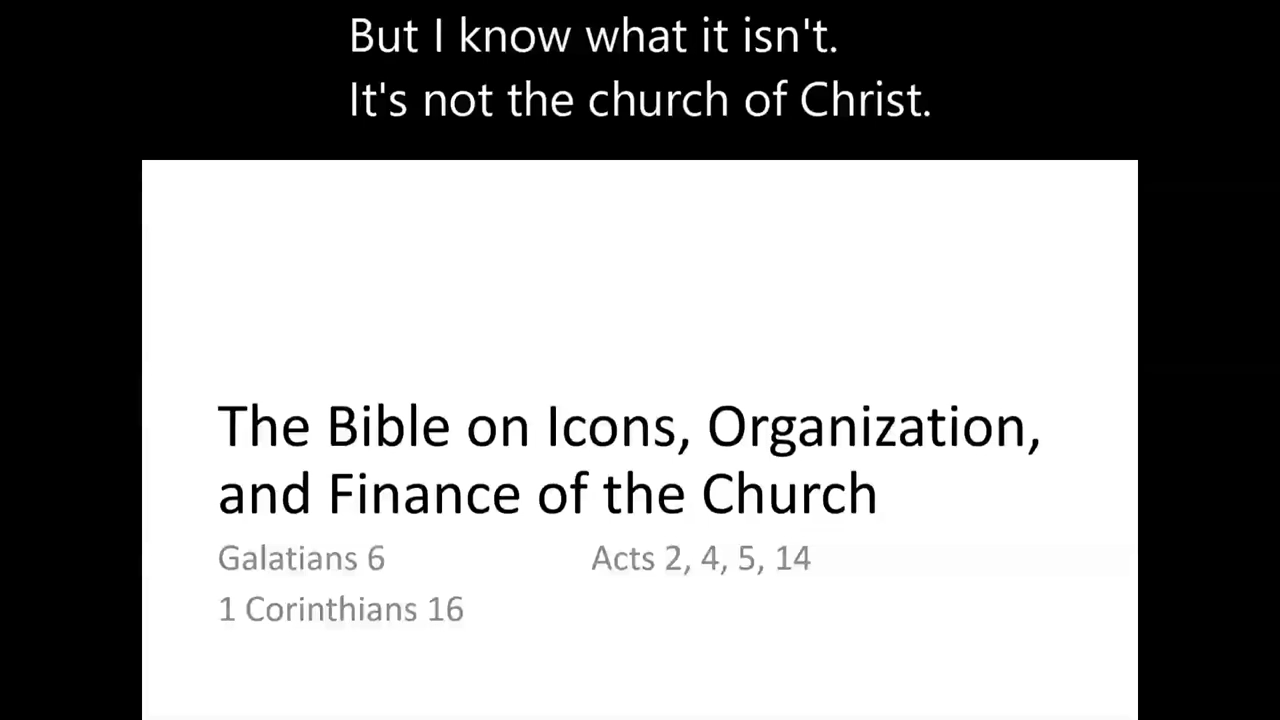 But I know what it isn't.
It's not the church of Christ.
The Bible on Icons, Organization,
and Finance of the Church
Galatians 6 Acts 2, 4, 5, 14
1 Corinthians 16